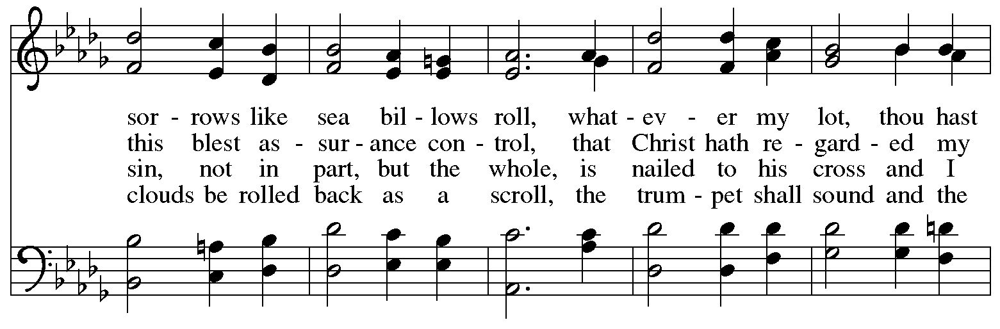 sor - rows like sea bil - lows roll, what - ev - er my lot, thou hast
this blest as - sur - ance con - trol, that Christ hath re - gard - ed my
sin, not in part, but the whole, is nailed to his cross and I
clouds be rolled back as a scroll, the trum - pet shall sound and the